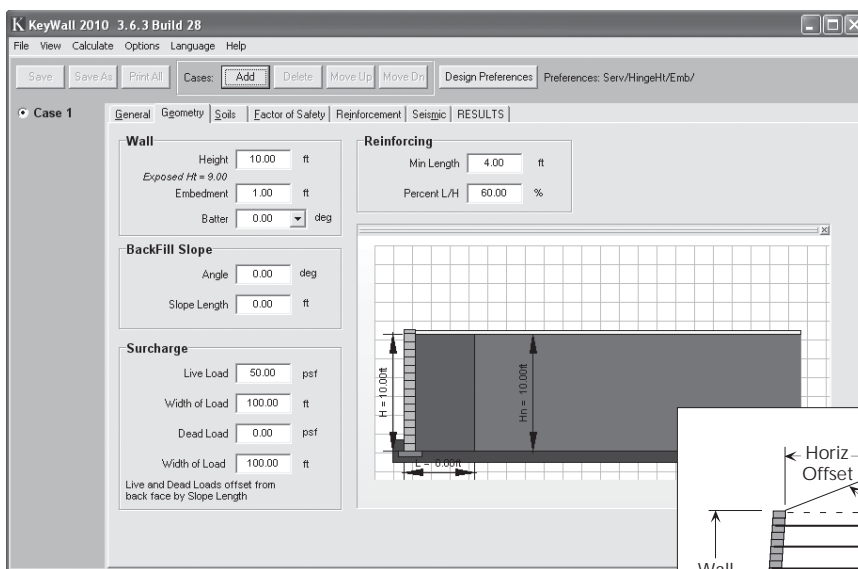 KeyWall 2010 3.6.3 Build 28
File View Calculate Options Language Help
Save Save As Print All Cases: Add Delete Move Up Move Dn Design Preferences Preferences: Serv/HingeHt/Emb/
Case 1
General Geometry Soils Factor of Safety Reinforcement Seismic RESULTS
Wall
Height 10.00 ft
Exposed Ht = 9.00
Embedment 1.00 ft
Batter 0.00 deg
Reinforcing
Min Length 4.00 ft
Percent L/H 60.00 %
BackFill Slope
Angle 0.00 deg
Slope Length 0.00 ft
Surcharge
Live Load 50.00 psf
Width of Load 100.00 ft
Dead Load 0.00 psf
Width of Load 100.00 ft
Live and Dead Loads offset from
back face by Slope Length
H = 10.00ft
Hn = 10.00ft
L = 6.00ft
Horiz
Offset
Wall